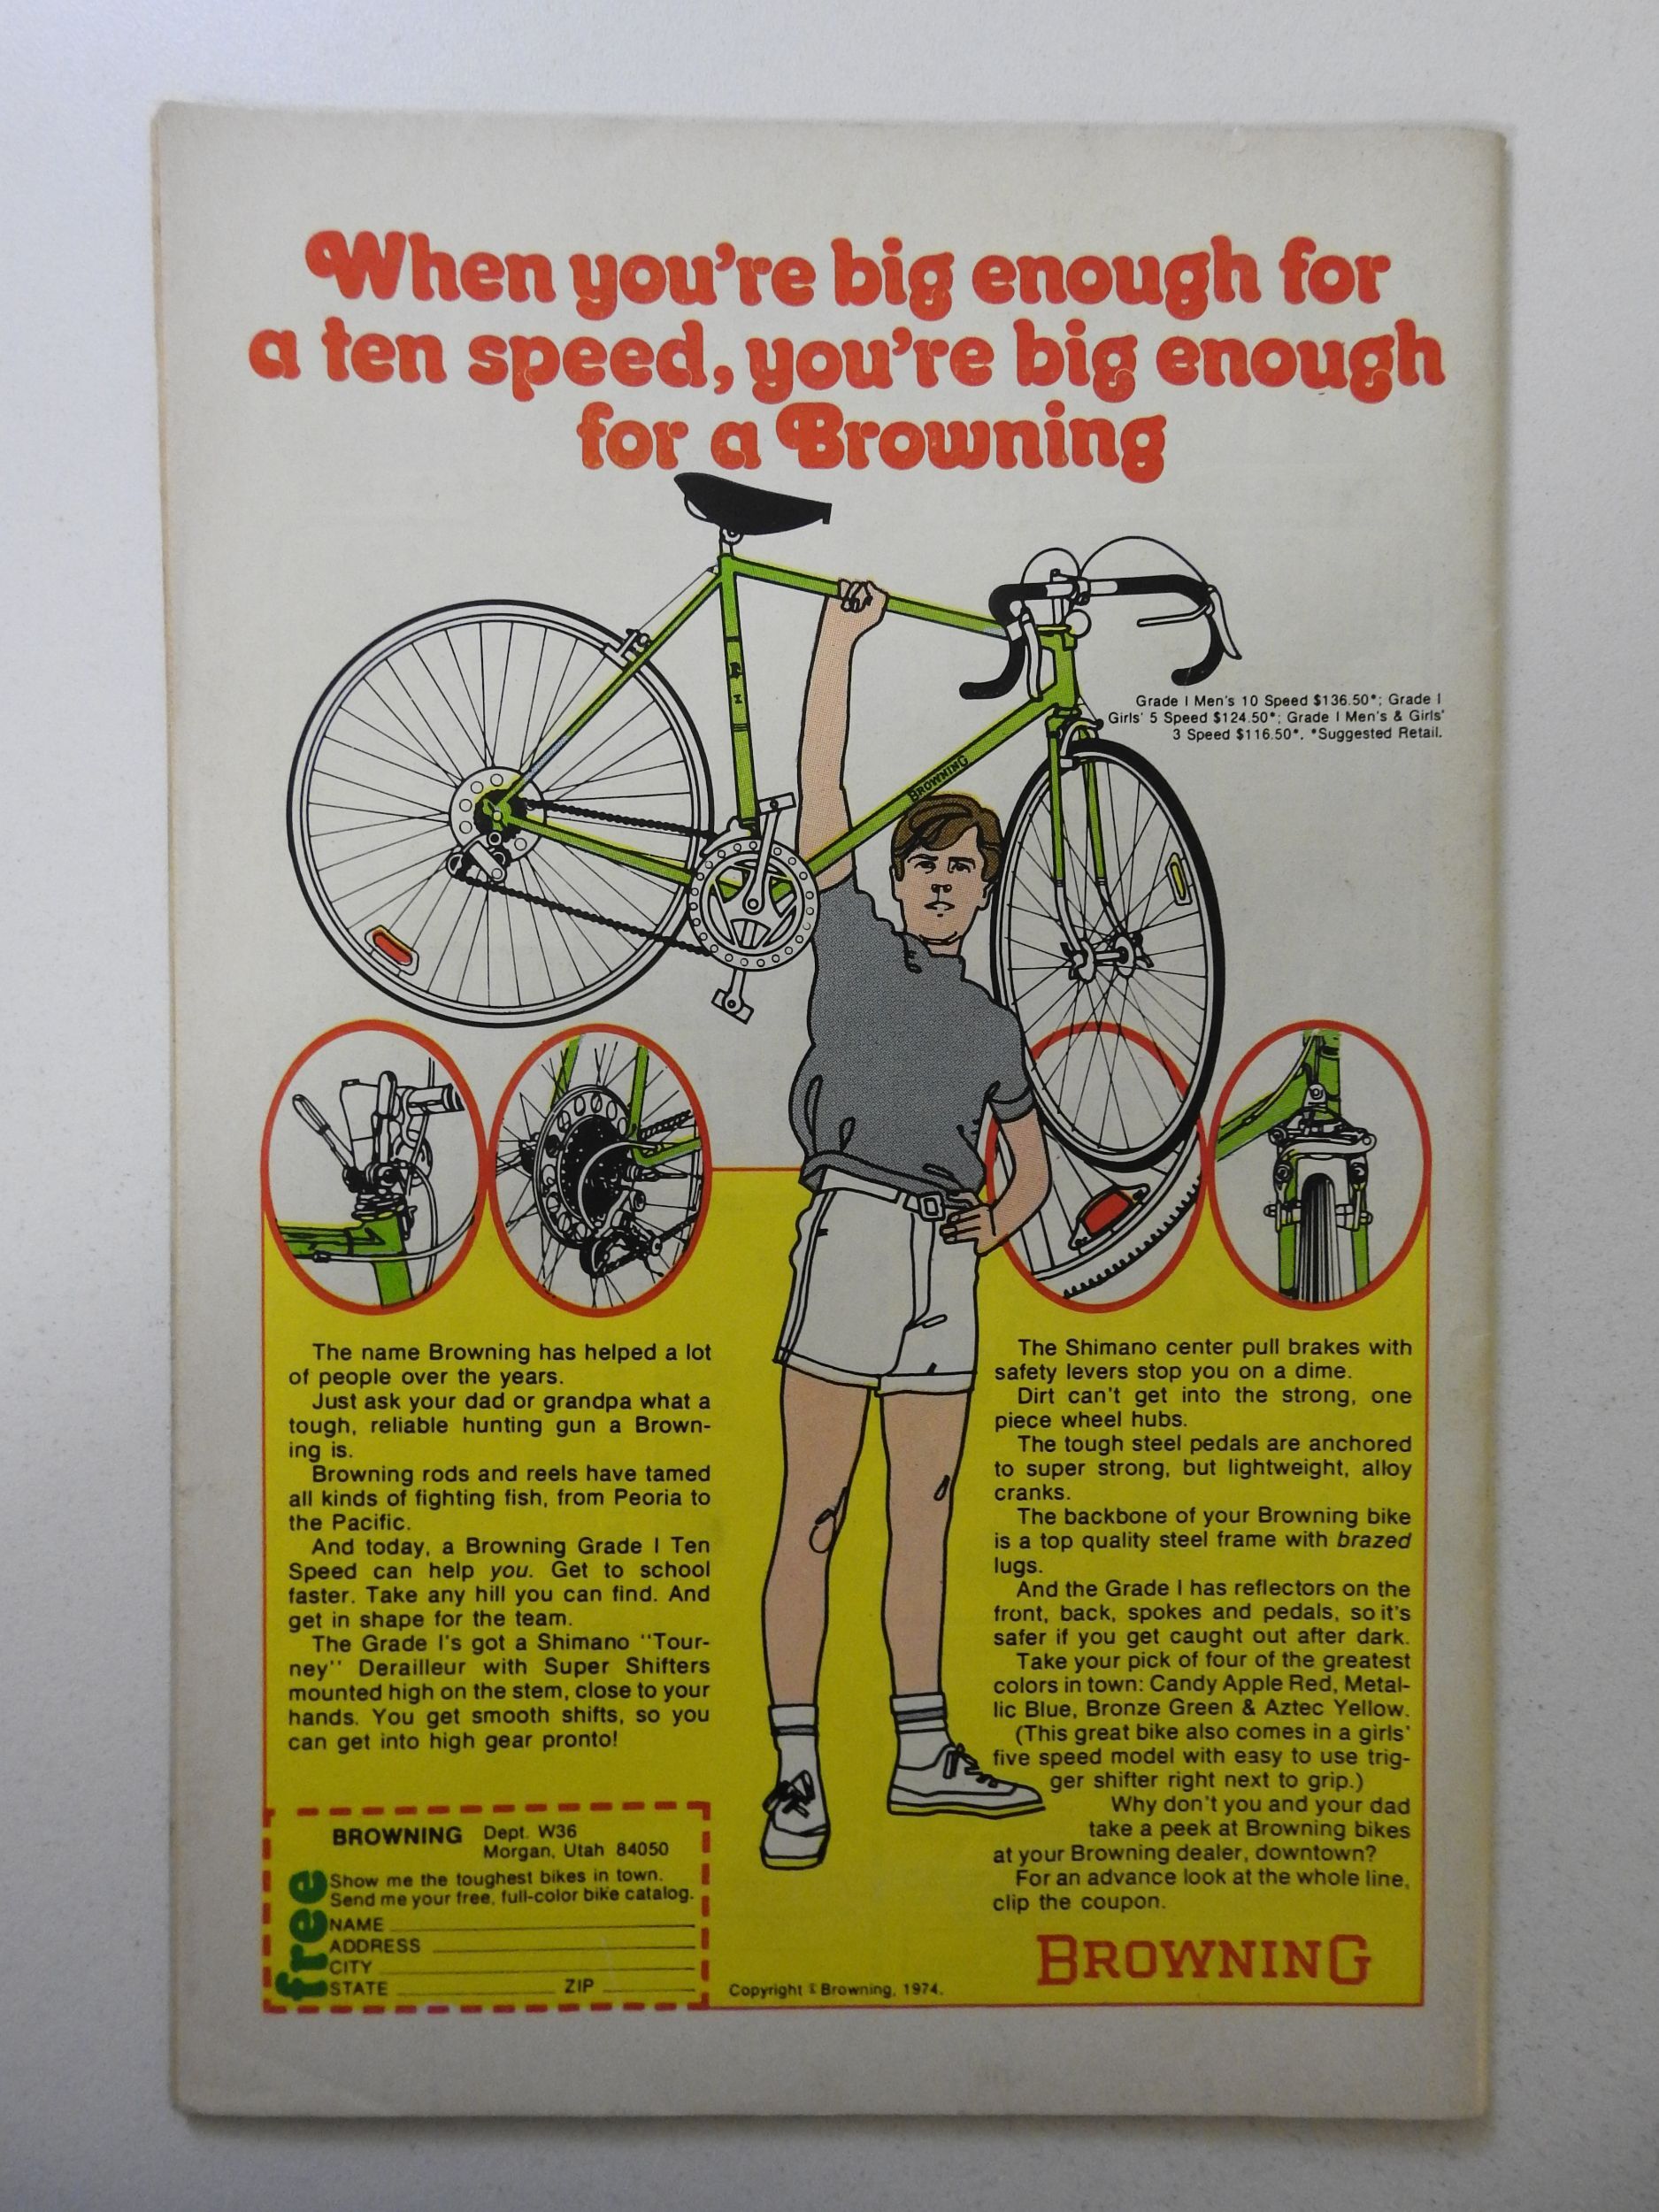 When you're big enough for
a ten speed, you're big enough
for a Browning
Grade I Men's 10 Speed $136.50*; Grade I
Girls' 5 Speed $124.50*; Grade I Men's & Girls'
3 Speed $116.50*. *Suggested Retail.
BROWNING
The name Browning has helped a lot
of people over the years.
Just ask your dad or grandpa what a
tough, reliable hunting gun a Brown-
ing is.
Browning rods and reels have tamed
all kinds of fighting fish, from Peoria to
the Pacific.
And today, a Browning Grade I Ten
Speed can help you. Get to school
faster. Take any hill you can find. And
get in shape for the team.
The Grade I's got a Shimano "Tour-
ney" Derailleur with Super Shifters
mounted high on the stem, close to your
hands. You get smooth shifts, so you
can get into high gear pronto!
The Shimano center pull brakes with
safety levers stop you on a dime.
Dirt can't get into the strong, one
piece wheel hubs.
The tough steel pedals are anchored
to super strong, but lightweight, alloy
cranks.
The backbone of your Browning bike
is a top quality steel frame with brazed
lugs.
And the Grade I has reflectors on the
front, back, spokes and pedals, so it's
safer if you get caught out after dark.
Take your pick of four of the greatest
colors in town: Candy Apple Red, Metal-
lic Blue, Bronze Green & Aztec Yellow.
(This great bike also comes in a girls'
five speed model with easy to use trig-
ger shifter right next to grip.)
Why don't you and your dad
take a peek at Browning bikes
at your Browning dealer, downtown?
For an advance look at the whole line,
clip the coupon.
BROWNING Dept. W36
Morgan, Utah 84050
free
Show me the toughest bikes in town.
Send me your free, full-color bike catalog.
NAME
ADDRESS
CITY
STATE ZIP
Copyright © Browning, 1974.
BROWNING